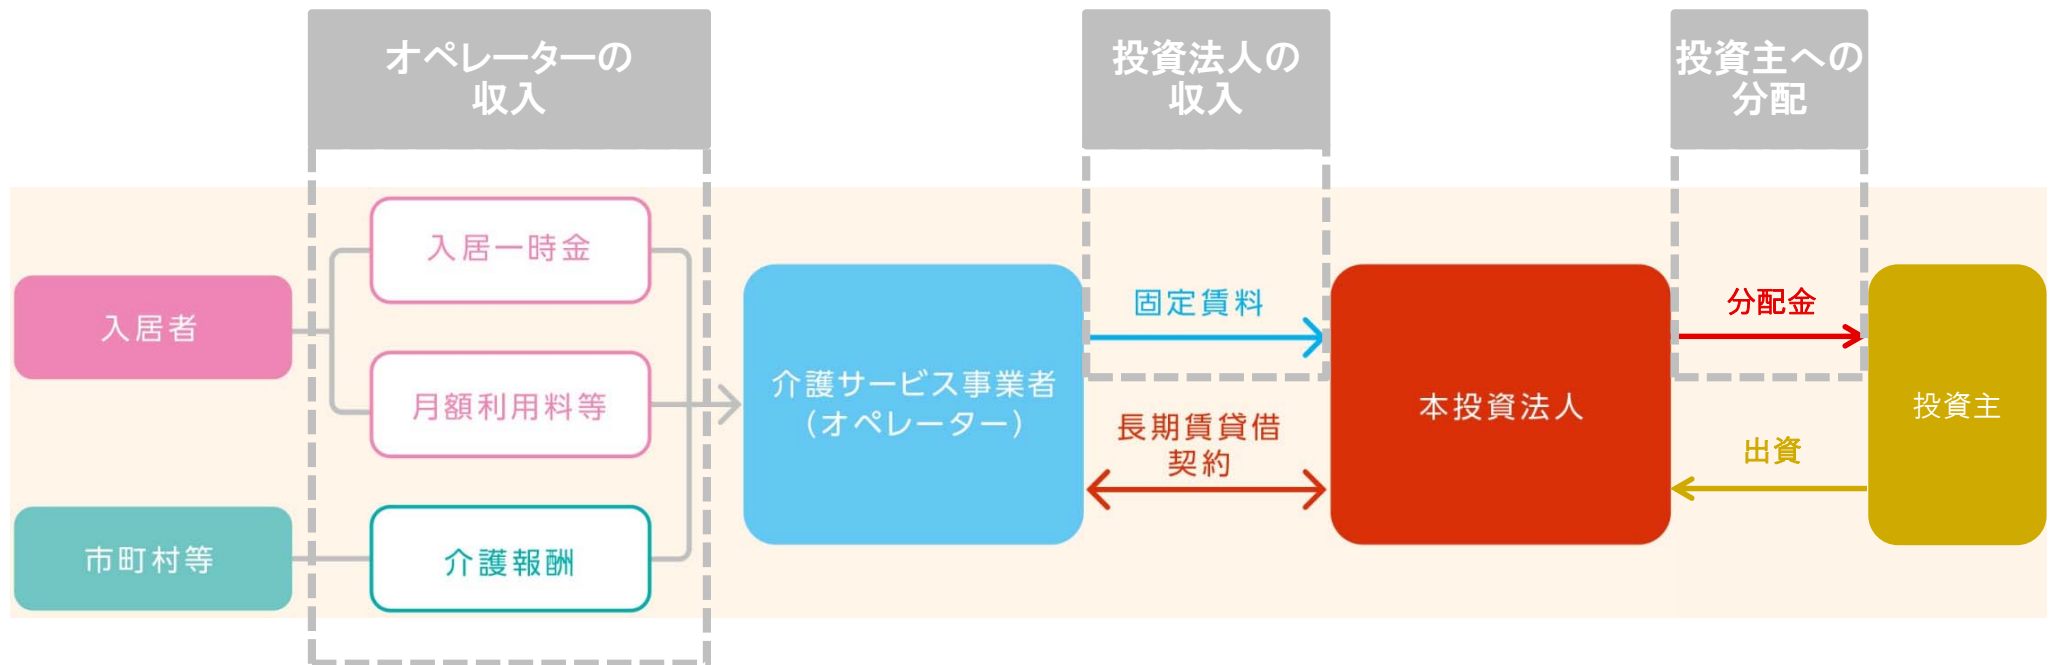 オペレーターの
収入
投資法人の
収入
投資主への
分配
入居者
入居一時金
月額利用料等
市町村等
介護報酬
介護サービス事業者
（オペレーター）
固定賃料
長期賃貸借
契約
本投資法人
分配金
出資
投資主